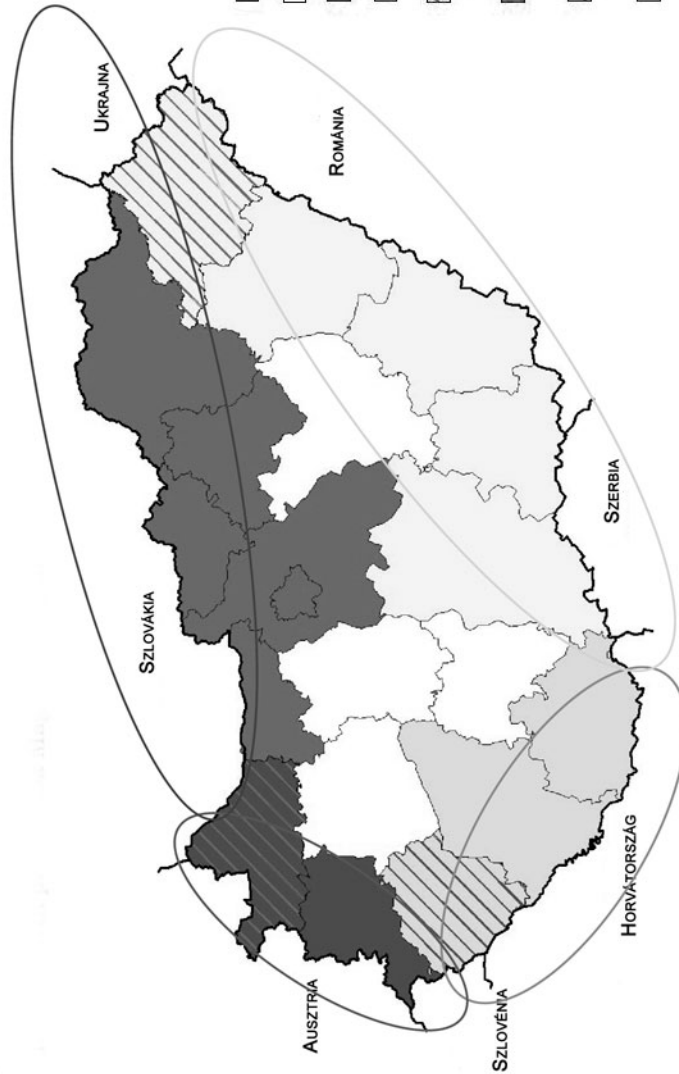 UKRAJNA
ROMÁNIA
SZLOVÁKIA
SZERBIA
AUSZTRIA
HORVÁTORSZÁG
SZLOVÉNIA